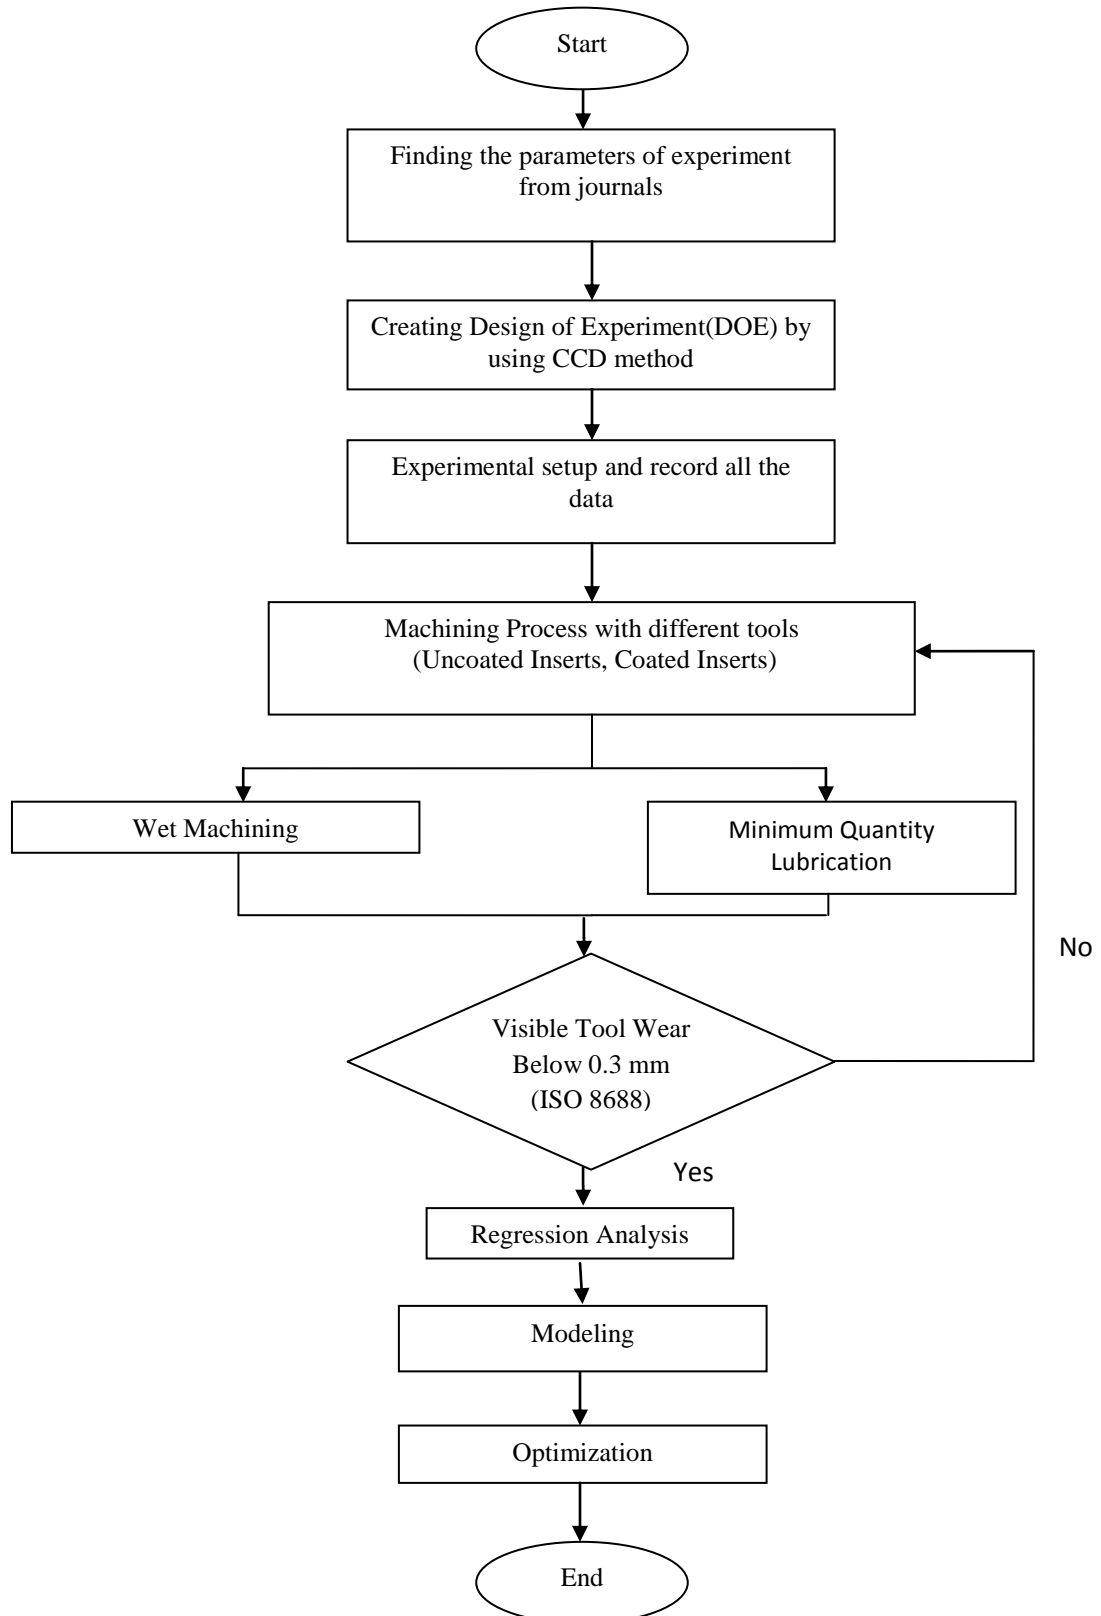 Start
Finding the parameters of experiment
from journals
Creating Design of Experiment(DOE) by
using CCD method
Experimental setup and record all the
data
Machining Process with different tools
(Uncoated Inserts, Coated Inserts)
Wet Machining
Minimum Quantity
Lubrication
No
Visible Tool Wear
Below 0.3 mm
(ISO 8688)
Yes
Regression Analysis
Modeling
Optimization
End